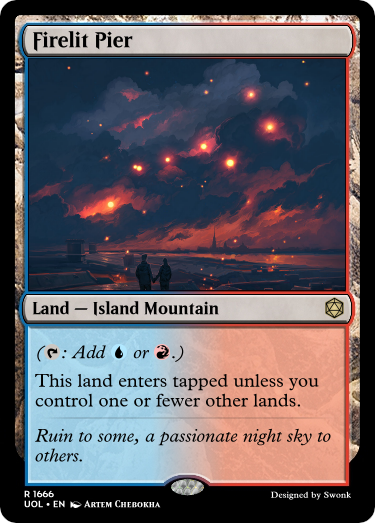 Firelit Pier
Land — Island Mountain
(: Add or .)
This land enters tapped unless you
control one or fewer other lands.
Ruin to some, a passionate night sky to
others.
R 1666
UOL • EN Artem Chebokha
Designed by Swonk